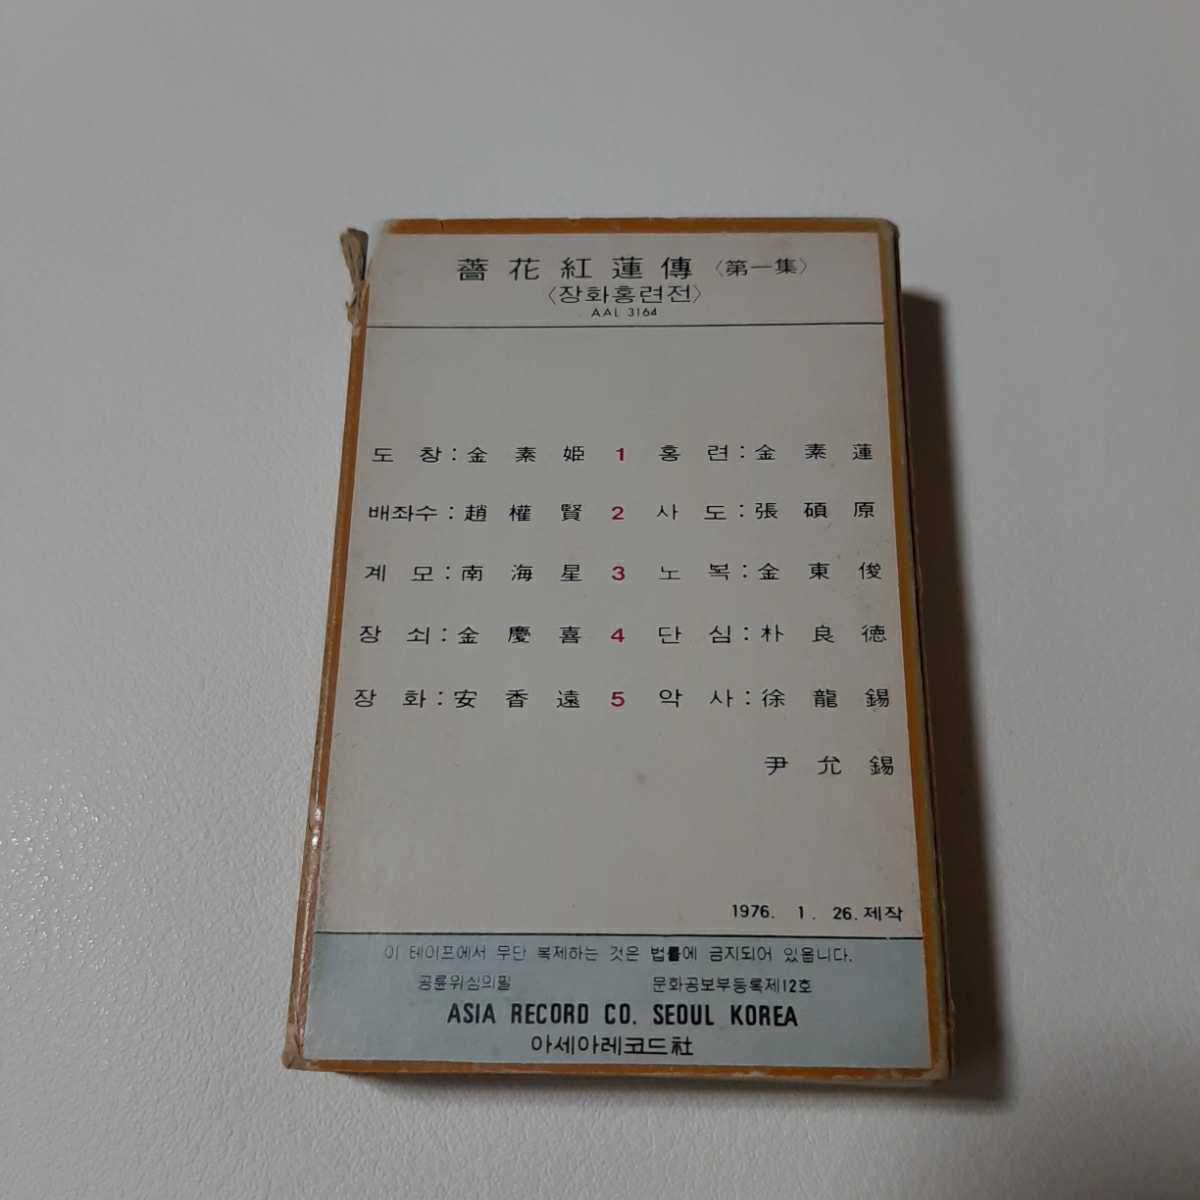 薔花紅蓮傳 〈第一集〉
〈장화홍련전〉
AAL 3164
도창:金素姫 1 홍련:金素蓮
배좌수:趙權賢 2 사도:張碩原
계모:南海星 3 노복:金東俊
장쇠:金慶喜 4 단심:朴良德
장화:安香遠 5 악사:徐龍錫
尹允錫
1976. 1. 26. 제작
이 테이프에서 무단 복제하는 것은 법률에 금지되어 있읍니다.
공륜위심의필 문화공보부등록제12호
ASIA RECORD CO. SEOUL KOREA
아세아레코드社